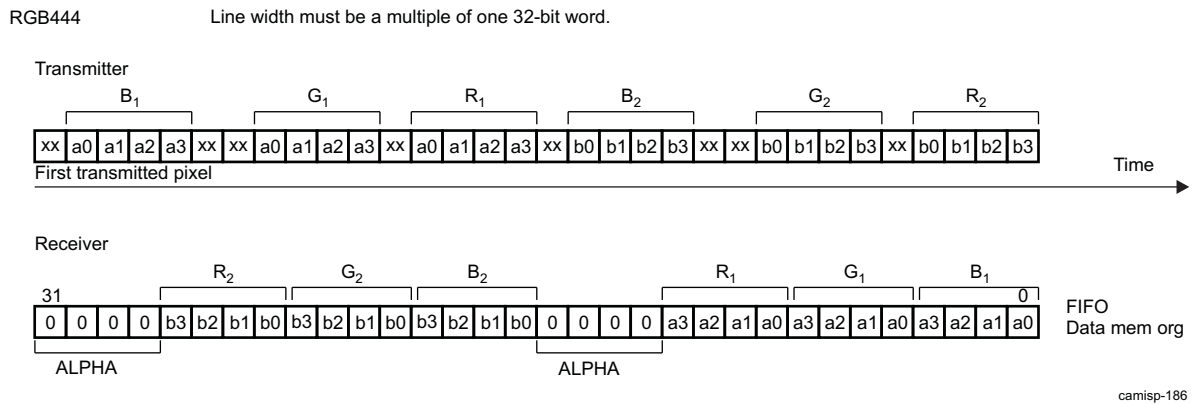 RGB444 Line width must be a multiple of one 32-bit word.
Transmitter
B1 G1 R1 B2 G2 R2
xx a0 a1 a2 a3 xx xx a0 a1 a2 a3 xx a0 a1 a2 a3 xx b0 b1 b2 b3 xx xx b0 b1 b2 b3 xx b0 b1 b2 b3
First transmitted pixel Time
Receiver
R2 G2 B2 R1 G1 B1
31 0
0 0 0 0 b3 b2 b1 b0 b3 b2 b1 b0 b3 b2 b1 b0 0 0 0 0 a3 a2 a1 a0 a3 a2 a1 a0 a3 a2 a1 a0
FIFO
Data mem org
ALPHA ALPHA
camisp-186